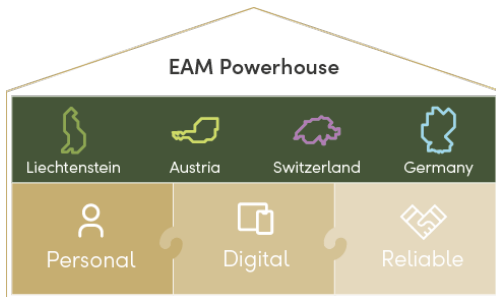 EAM Powerhouse
Liechtenstein Austria Switzerland Germany
Personal Digital Reliable